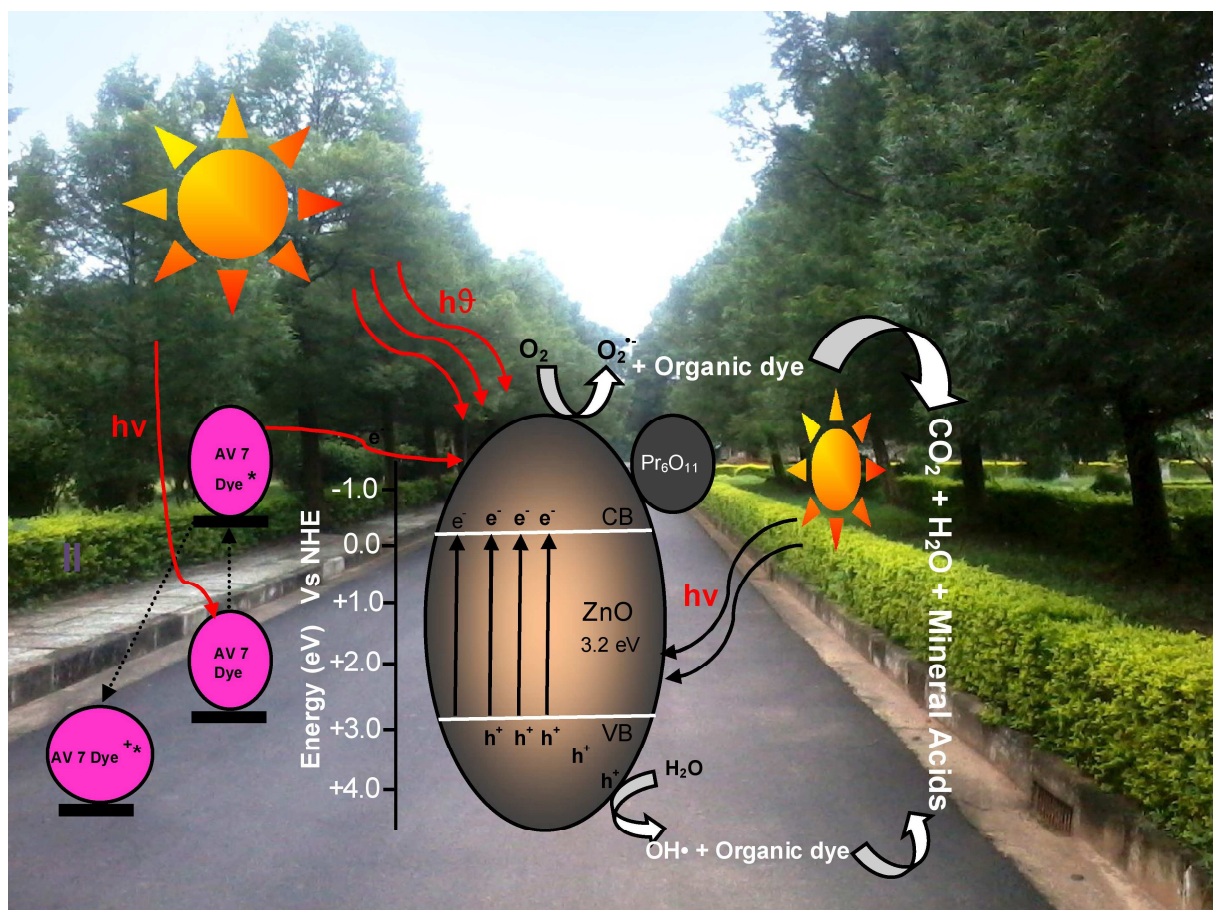 hϑ
O₂
O₂•- + Organic dye
hν
AV 7
Dye*
e-
Pr₆O₁₁
-1.0
0.0
+1.0
+2.0
+3.0
+4.0
Energy (eV) Vs NHE
e- e- e- e-
CB
ZnO
3.2 eV
hν
AV 7
Dye
AV 7 Dye +*
VB
h+ h+ h+
h+
h+
H₂O
OH• + Organic dye
CO₂ + H₂O + Mineral Acids